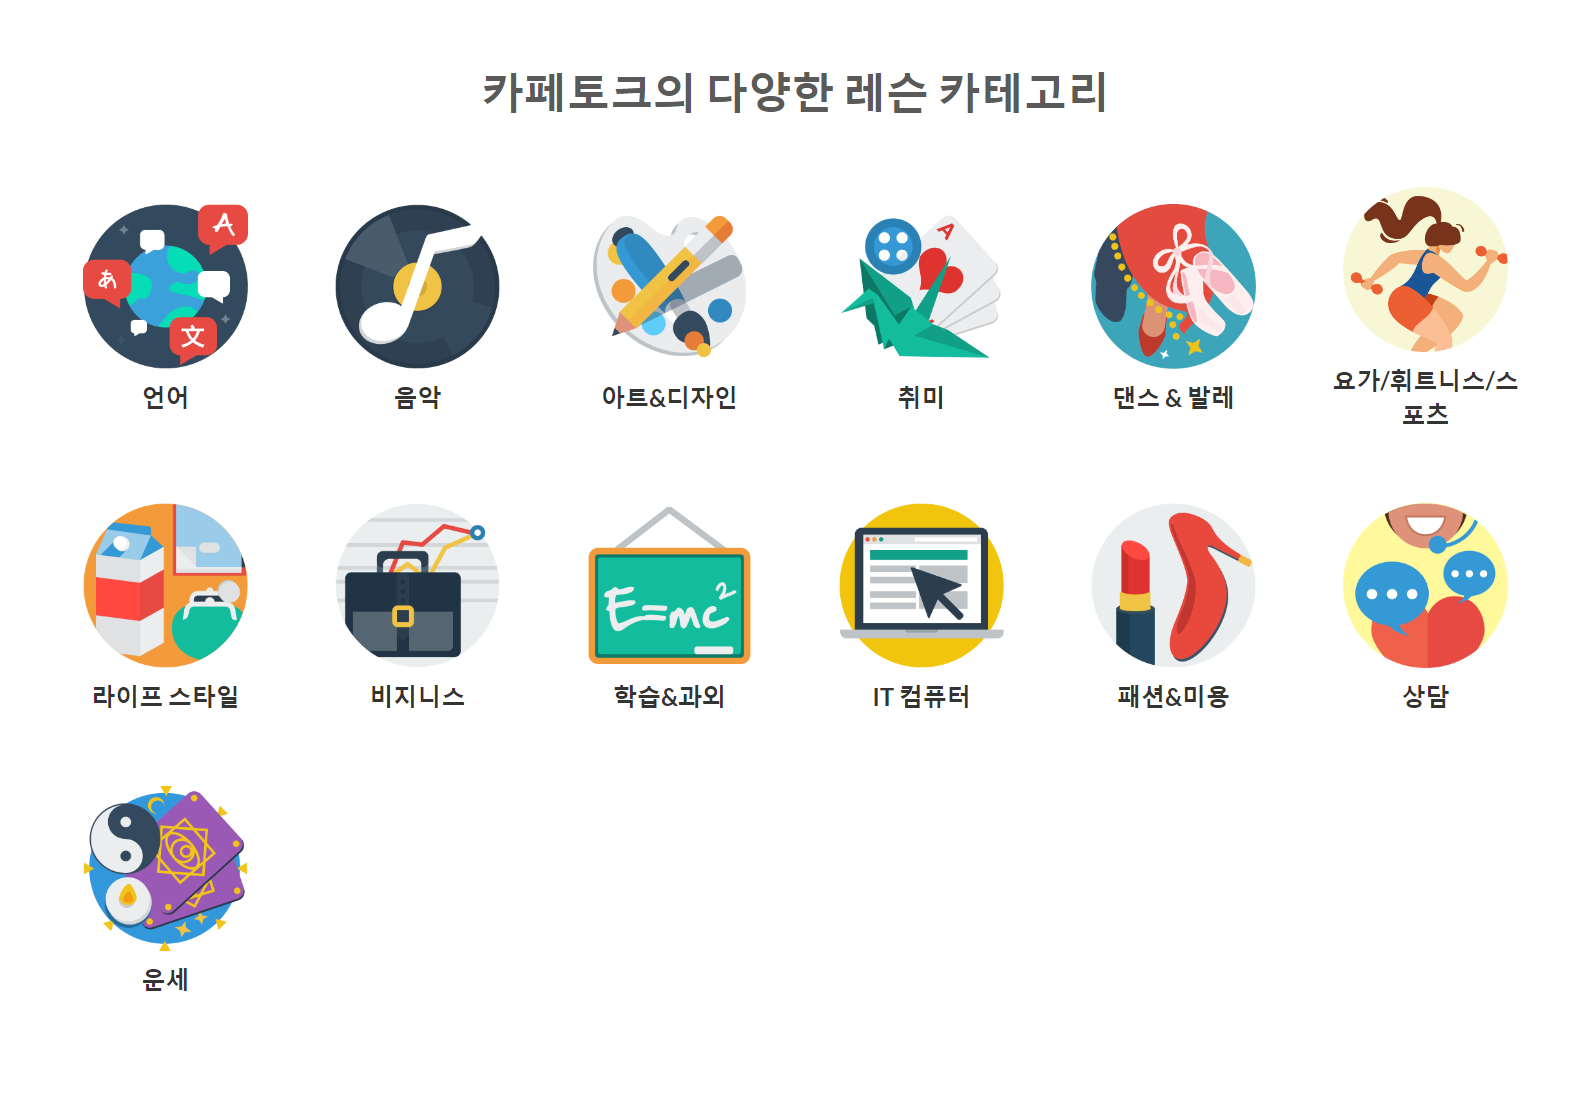 카페토크의 다양한 레슨 카테고리
A
あ
文
A
언어
음악
아트&디자인
취미
댄스 & 발레
요가/휘트니스/스
포츠
E=mc²
라이프 스타일
비지니스
학습&과외
IT 컴퓨터
패션&미용
상담
운세